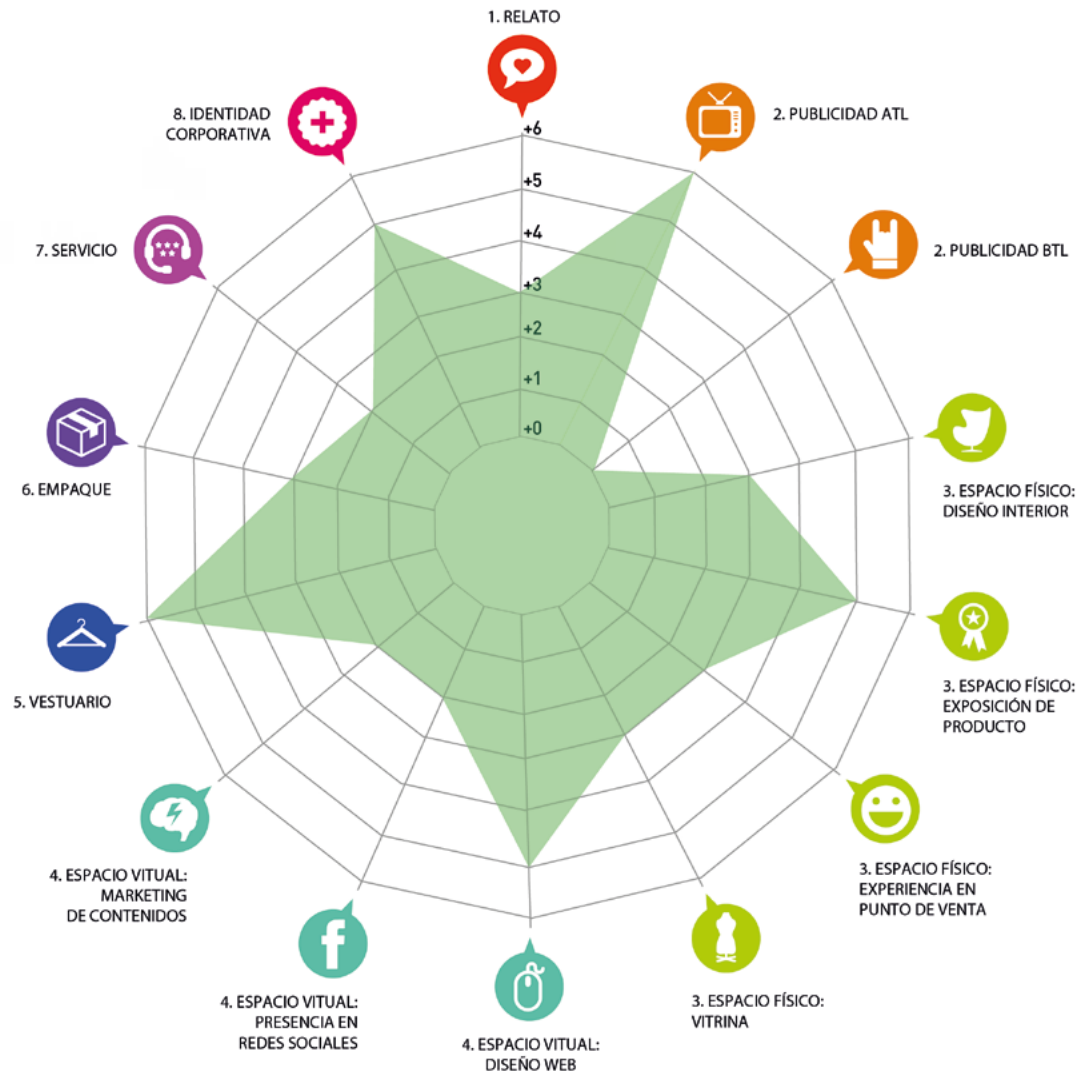 1. RELATO
2. PUBLICIDAD ATL
8. IDENTIDAD
CORPORATIVA
+6
+5
+4
+3
+2
+1
+0
7. SERVICIO
2. PUBLICIDAD BTL
6. EMPAQUE
3. ESPACIO FÍSICO:
DISEÑO INTERIOR
5. VESTUARIO
3. ESPACIO FÍSICO:
EXPOSICIÓN DE
PRODUCTO
4. ESPACIO VITUAL:
MARKETING
DE CONTENIDOS
3. ESPACIO FÍSICO:
EXPERIENCIA EN
PUNTO DE VENTA
4. ESPACIO VITUAL:
PRESENCIA EN
REDES SOCIALES
4. ESPACIO VITUAL:
DISEÑO WEB
3. ESPACIO FÍSICO:
VITRINA